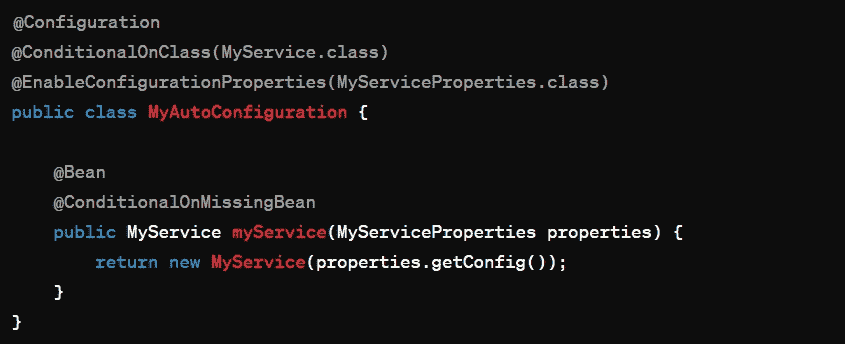 @Configuration
@ConditionalOnClass(MyService.class)
@EnableConfigurationProperties(MyServiceProperties.class)
public class MyAutoConfiguration {
@Bean
@ConditionalOnMissingBean
public MyService myService(MyServiceProperties properties) {
return new MyService(properties.getConfig());
}
}